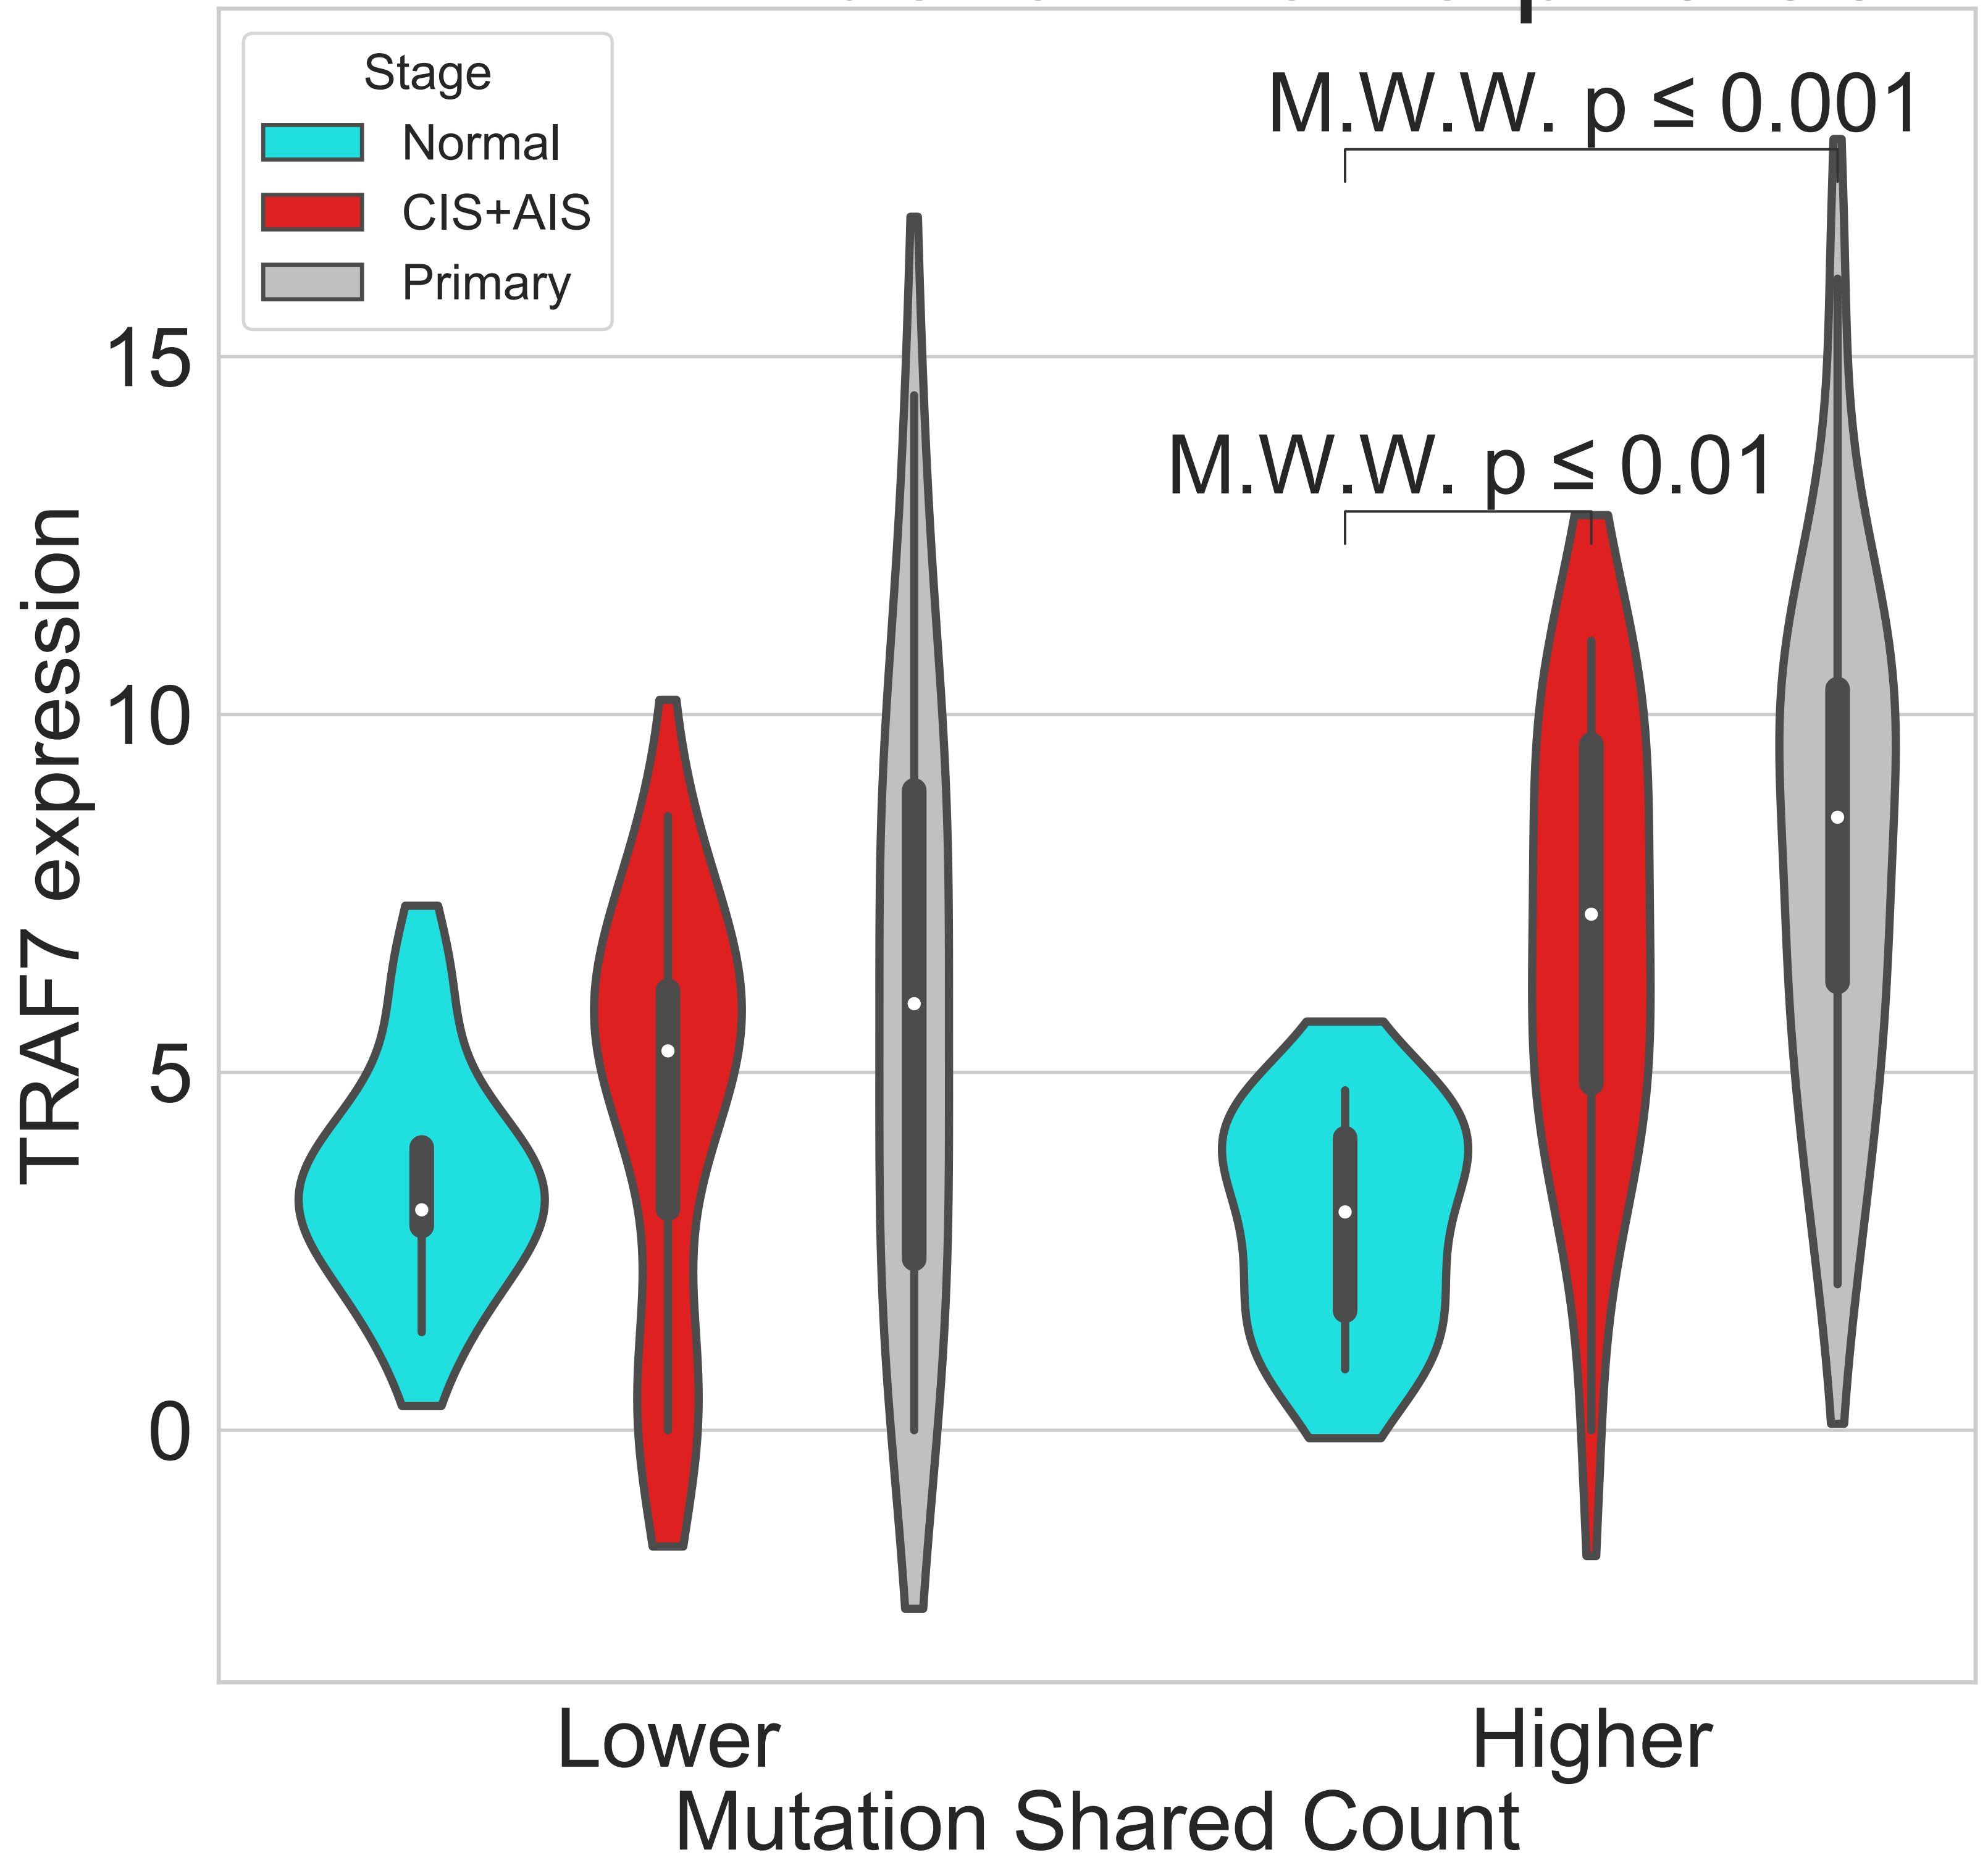 Stage
Normal
CIS+AIS
Primary
M.W.W. p ≤ 0.001
M.W.W. p ≤ 0.01
15
10
5
0
TRAF7 expression
Lower
Higher
Mutation Shared Count